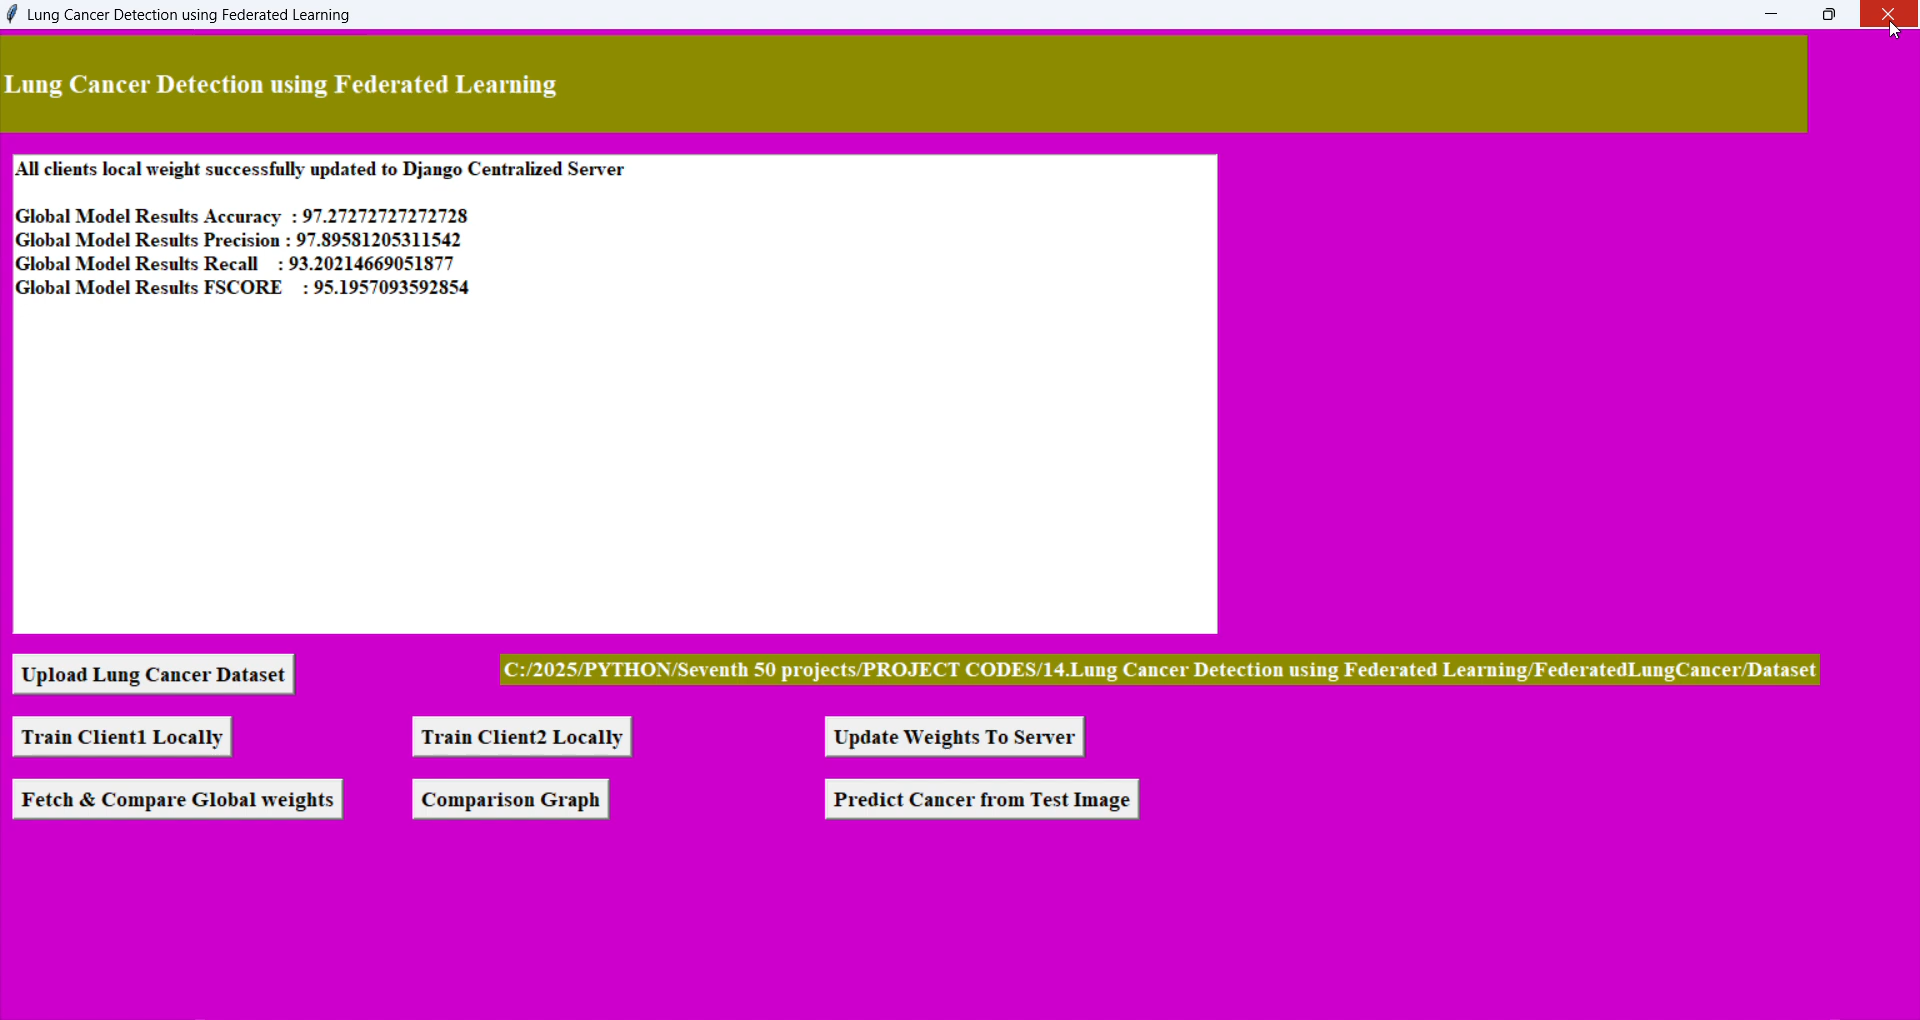 Lung Cancer Detection using Federated Learning
Lung Cancer Detection using Federated Learning
All clients local weight successfully updated to Django Centralized Server
Global Model Results Accuracy : 97.27272727272728
Global Model Results Precision : 97.89581205311542
Global Model Results Recall : 93.20214669051877
Global Model Results FSCORE : 95.1957093592854
Upload Lung Cancer Dataset
C:/2025/PYTHON/Seventh 50 projects/PROJECT CODES/14.Lung Cancer Detection using Federated Learning/FederatedLungCancer/Dataset
Train Client1 Locally
Train Client2 Locally
Update Weights To Server
Fetch & Compare Global weights
Comparison Graph
Predict Cancer from Test Image